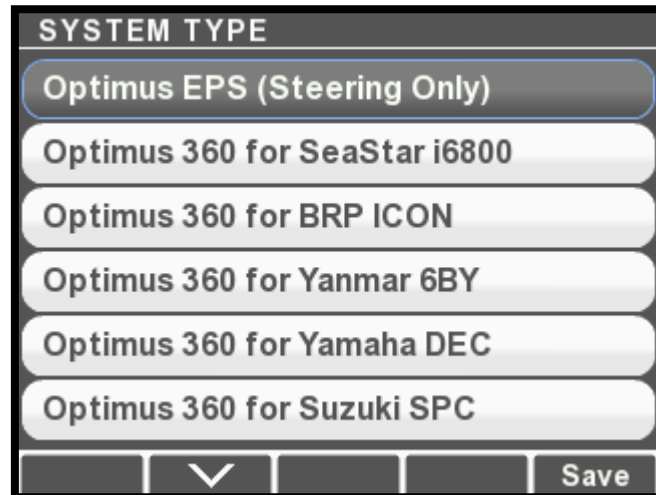 SYSTEM TYPE
Optimus EPS (Steering Only)
Optimus 360 for SeaStar i6800
Optimus 360 for BRP ICON
Optimus 360 for Yanmar 6BY
Optimus 360 for Yamaha DEC
Optimus 360 for Suzuki SPC
Save